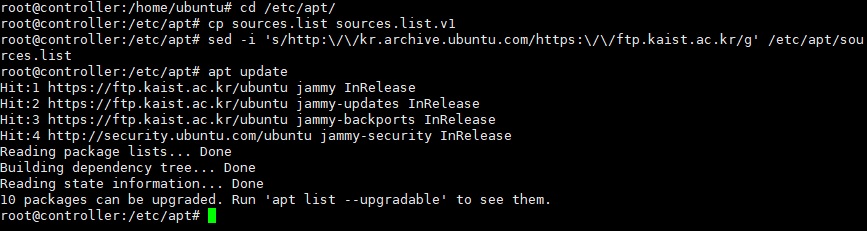 root@controller:/home/ubuntu# cd /etc/apt/
root@controller:/etc/apt# cp sources.list sources.list.v1
root@controller:/etc/apt# sed -i 's/http:\/\/kr.archive.ubuntu.com/https:\/\/ftp.kaist.ac.kr/g' /etc/apt/sou
rces.list
root@controller:/etc/apt# apt update
Hit:1 https://ftp.kaist.ac.kr/ubuntu jammy InRelease
Hit:2 https://ftp.kaist.ac.kr/ubuntu jammy-updates InRelease
Hit:3 https://ftp.kaist.ac.kr/ubuntu jammy-backports InRelease
Hit:4 http://security.ubuntu.com/ubuntu jammy-security InRelease
Reading package lists... Done
Building dependency tree... Done
Reading state information... Done
10 packages can be upgraded. Run 'apt list --upgradable' to see them.
root@controller:/etc/apt#